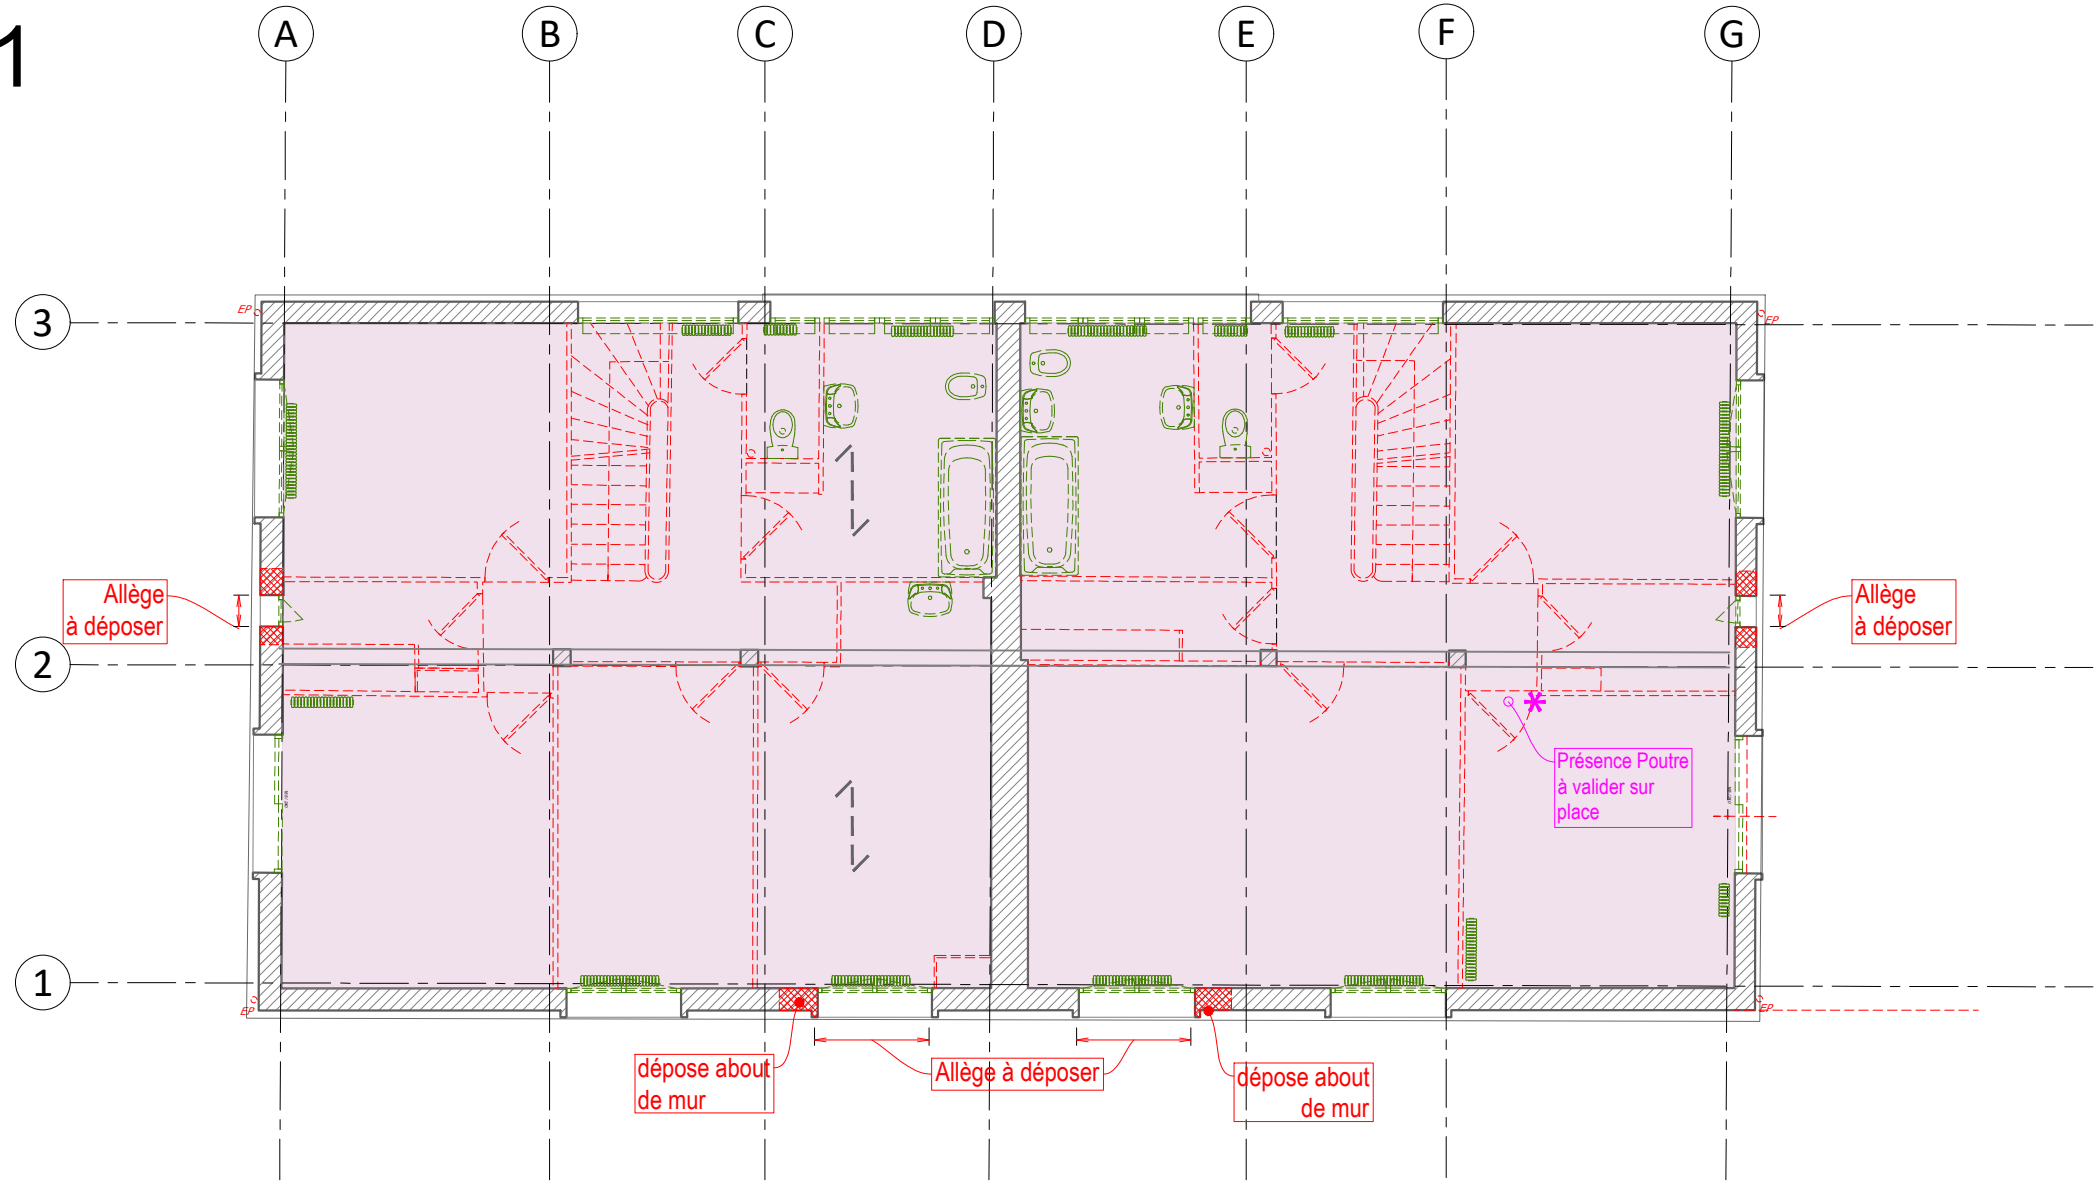 1
A
B
C
D
E
F
G
3
EP
EP
Allège
à déposer
Allège
à déposer
2
Présence Poutre
à valider sur
place
1
EP
EP
dépose about
de mur
Allège à déposer
dépose about
de mur